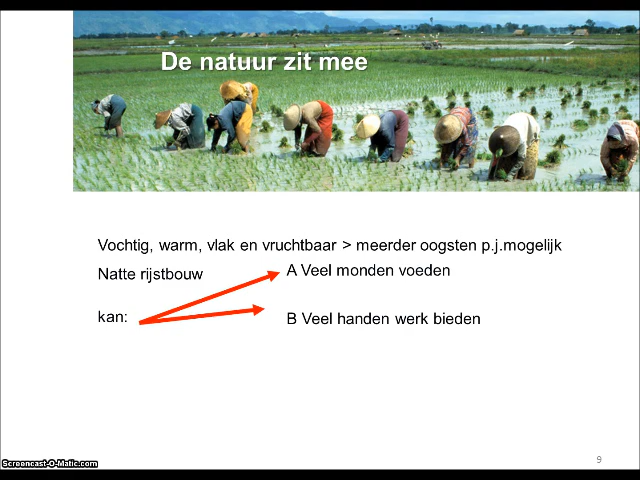 De natuur zit mee
Vochtig, warm, vlak en vruchtbaar > meerder oogsten p.j.mogelijk
Natte rijstbouw
A Veel monden voeden
kan:
B Veel handen werk bieden
9
Screencast-O-Matic.com